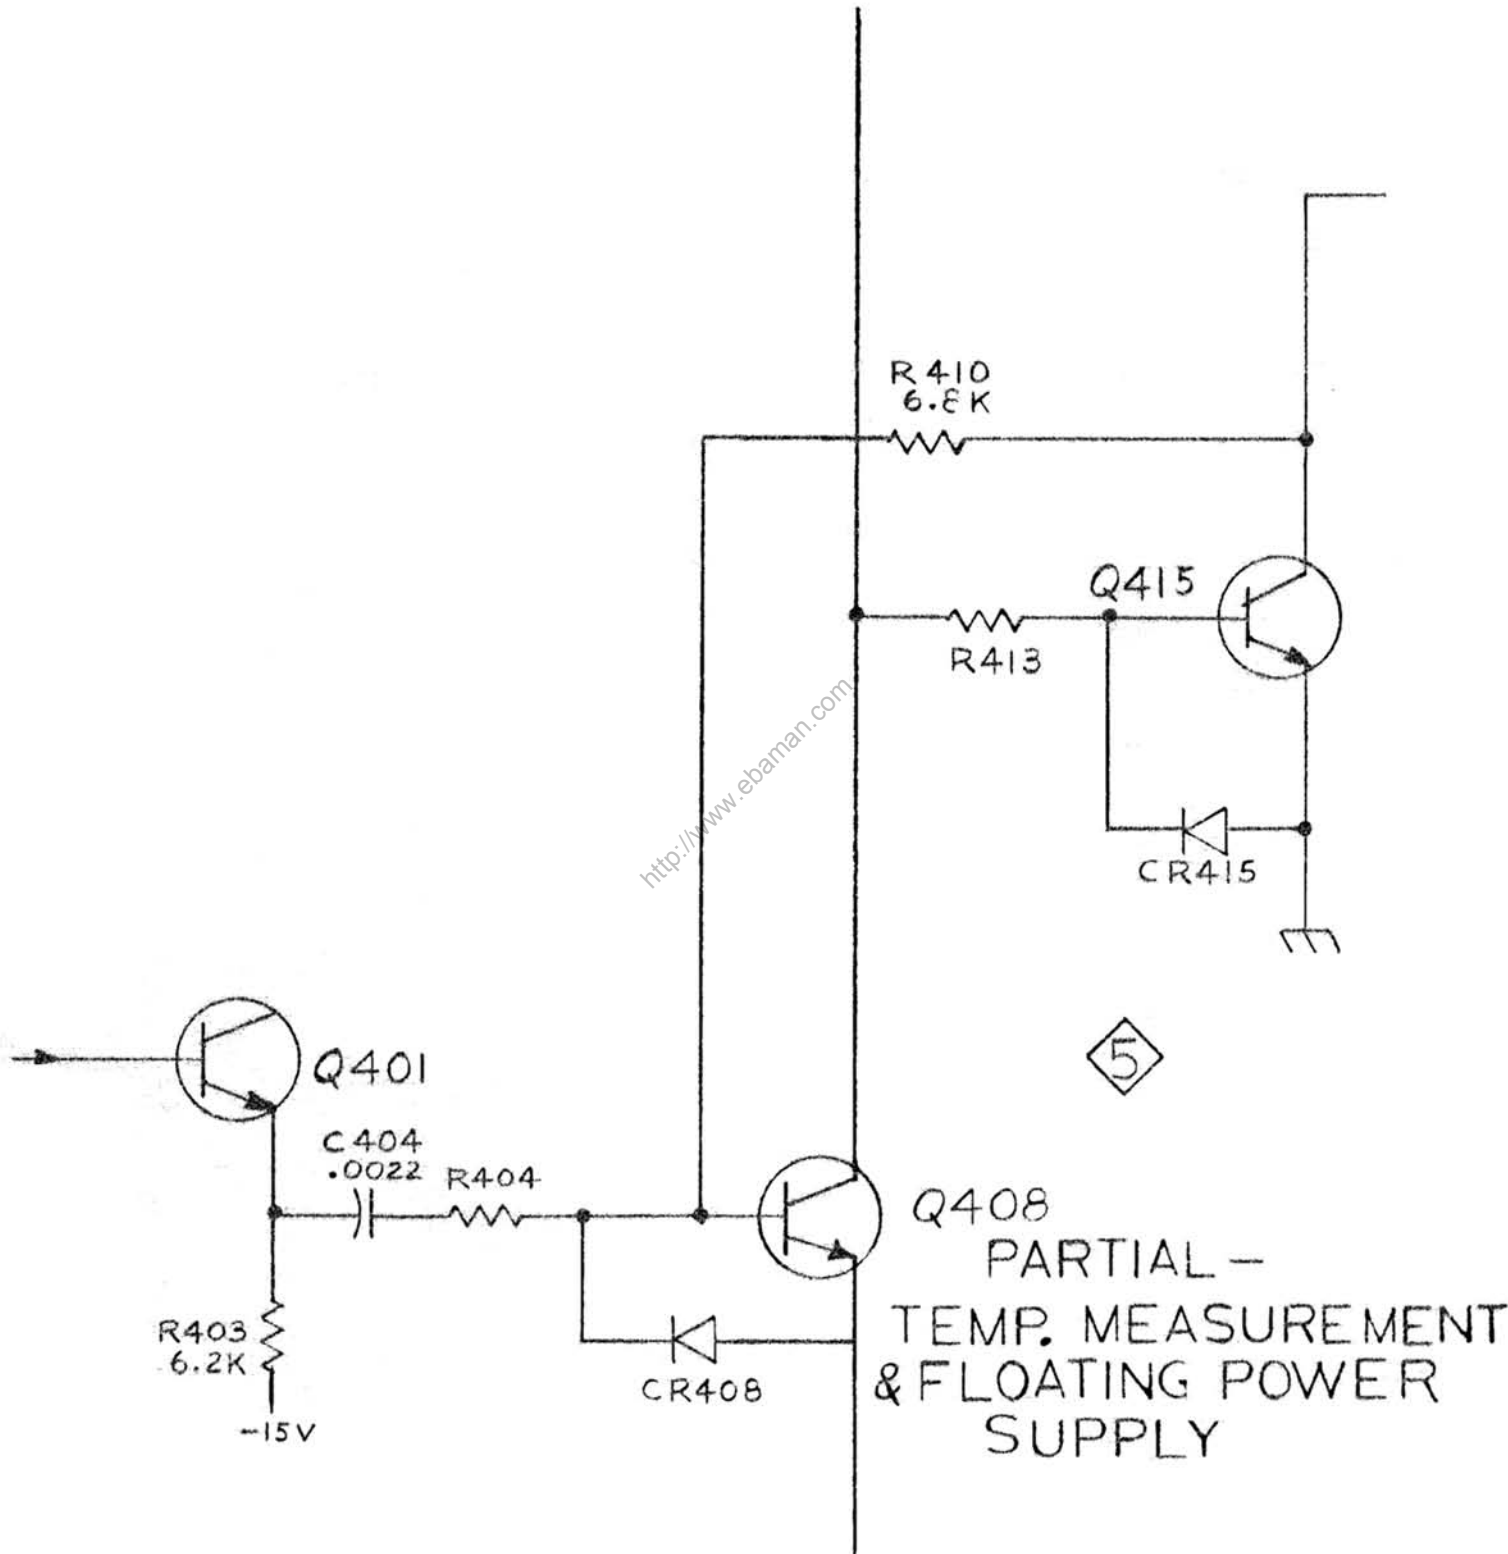 R410
6.8K
Q415
R413
http://www.ebaman.com
CR415
Q401
5
C404
.0022
R404
Q408
PARTIAL –
TEMP. MEASUREMENT
& FLOATING POWER
SUPPLY
R403
6.2K
CR408
-15V